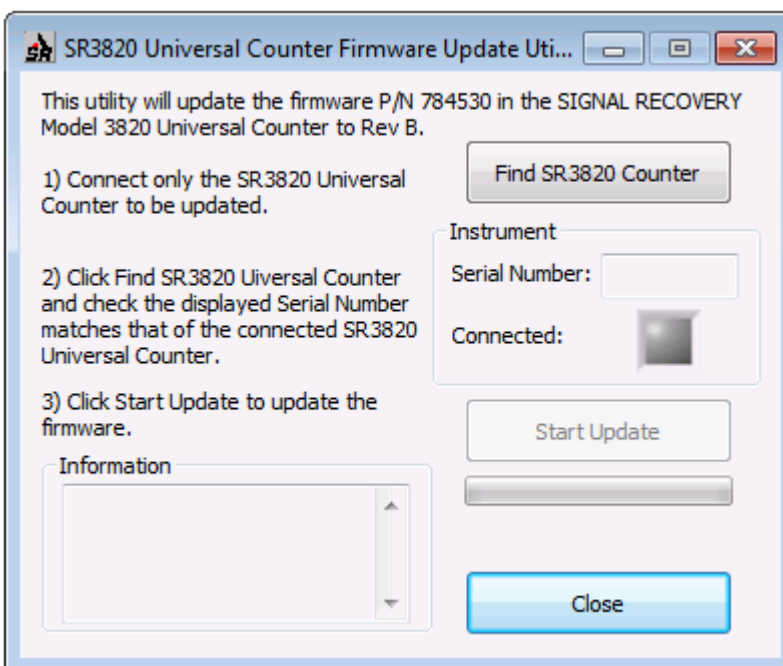 SR3820 Universal Counter Firmware Update Uti...
This utility will update the firmware P/N 784530 in the SIGNAL RECOVERY
Model 3820 Universal Counter to Rev B.
1) Connect only the SR3820 Universal
Counter to be updated.
Find SR3820 Counter
Instrument
Serial Number:
Connected:
2) Click Find SR3820 Uiversal Counter
and check the displayed Serial Number
matches that of the connected SR3820
Universal Counter.
3) Click Start Update to update the
firmware.
Start Update
Information
Close